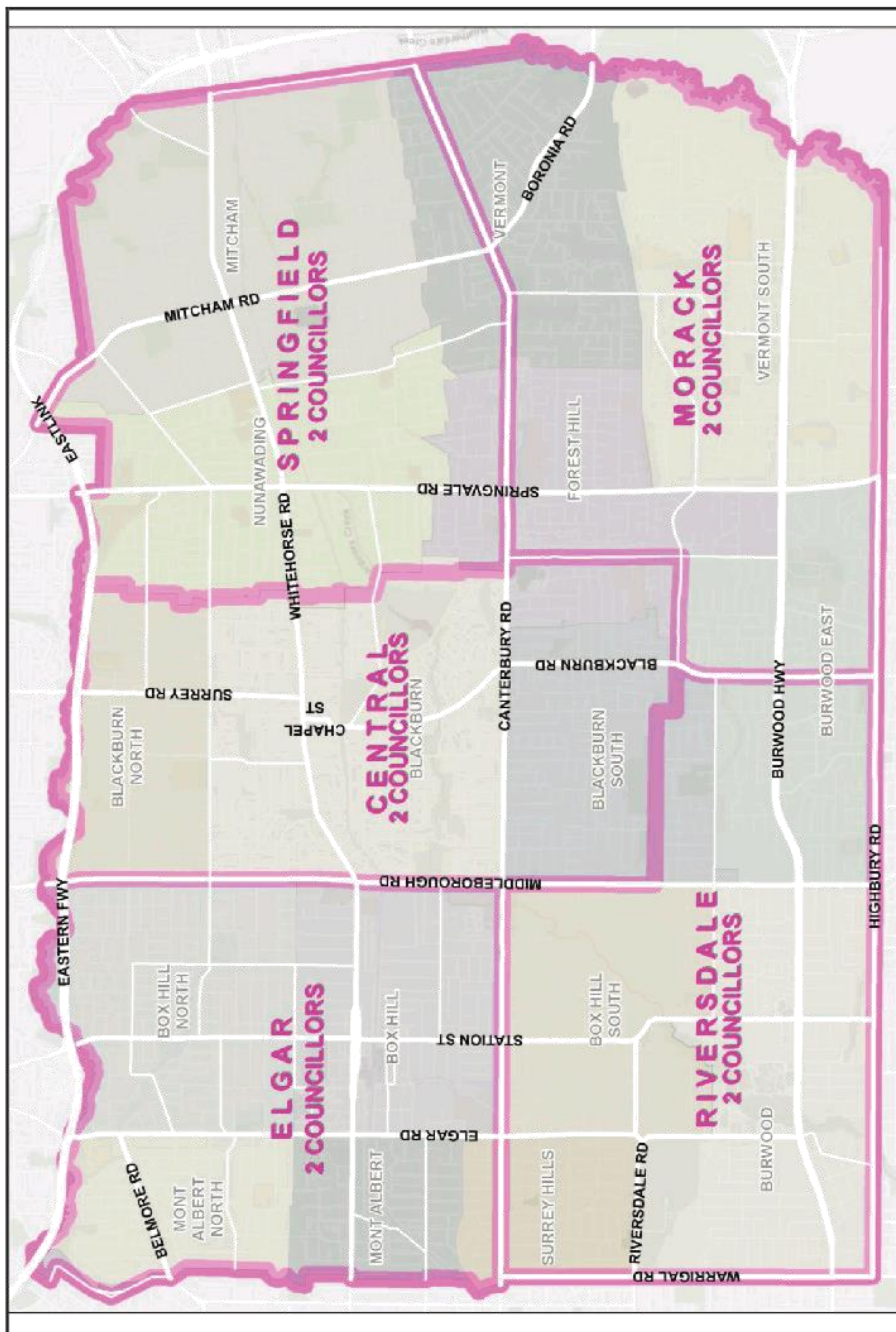 EASTERN FWY
EASTLINK
BELMORE RD
MONT
ALBERT
NORTH
BOX HILL
NORTH
BLACKBURN
NORTH
SURREY RD
NUNAWADING
MITCHAM RD
MITCHAM
ELGAR
2 COUNCILLORS
CENTRAL
2 COUNCILLORS
SPRINGFIELD
2 COUNCILLORS
WHITEHORSE RD
CHAPEL
ST
BLACKBURN
MONT ALBERT
BOX HILL
ELGAR RD
STATION ST
MIDDLEBOROUGH RD
CANTERBURY RD
SPRINGVALE RD
VERMONT
BORONIA RD
SURREY HILLS
BOX HILL
SOUTH
BLACKBURN
SOUTH
BLACKBURN RD
FOREST HILL
RIVERSDALE RD
WARRIGAL RD
RIVERSDALE
2 COUNCILLORS
MORACK
2 COUNCILLORS
BURWOOD
BURWOOD HWY
BURWOOD EAST
VERMONT SOUTH
HIGHBURY RD